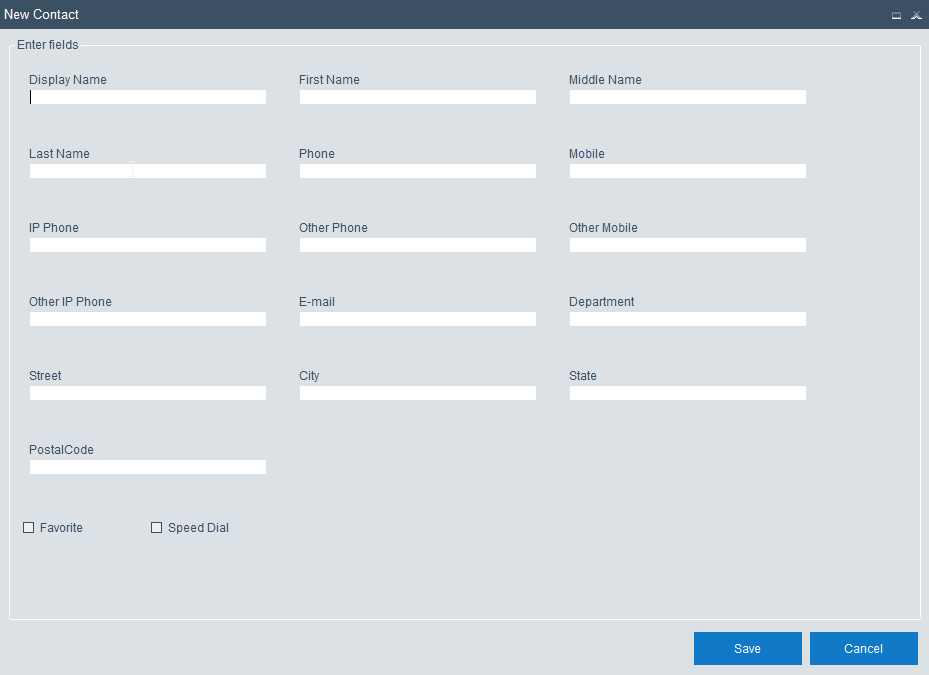 New Contact
Enter fields
Display Name First Name Middle Name
Last Name Phone Mobile
IP Phone Other Phone Other Mobile
Other IP Phone E-mail Department
Street City State
PostalCode
Favorite Speed Dial
Save Cancel